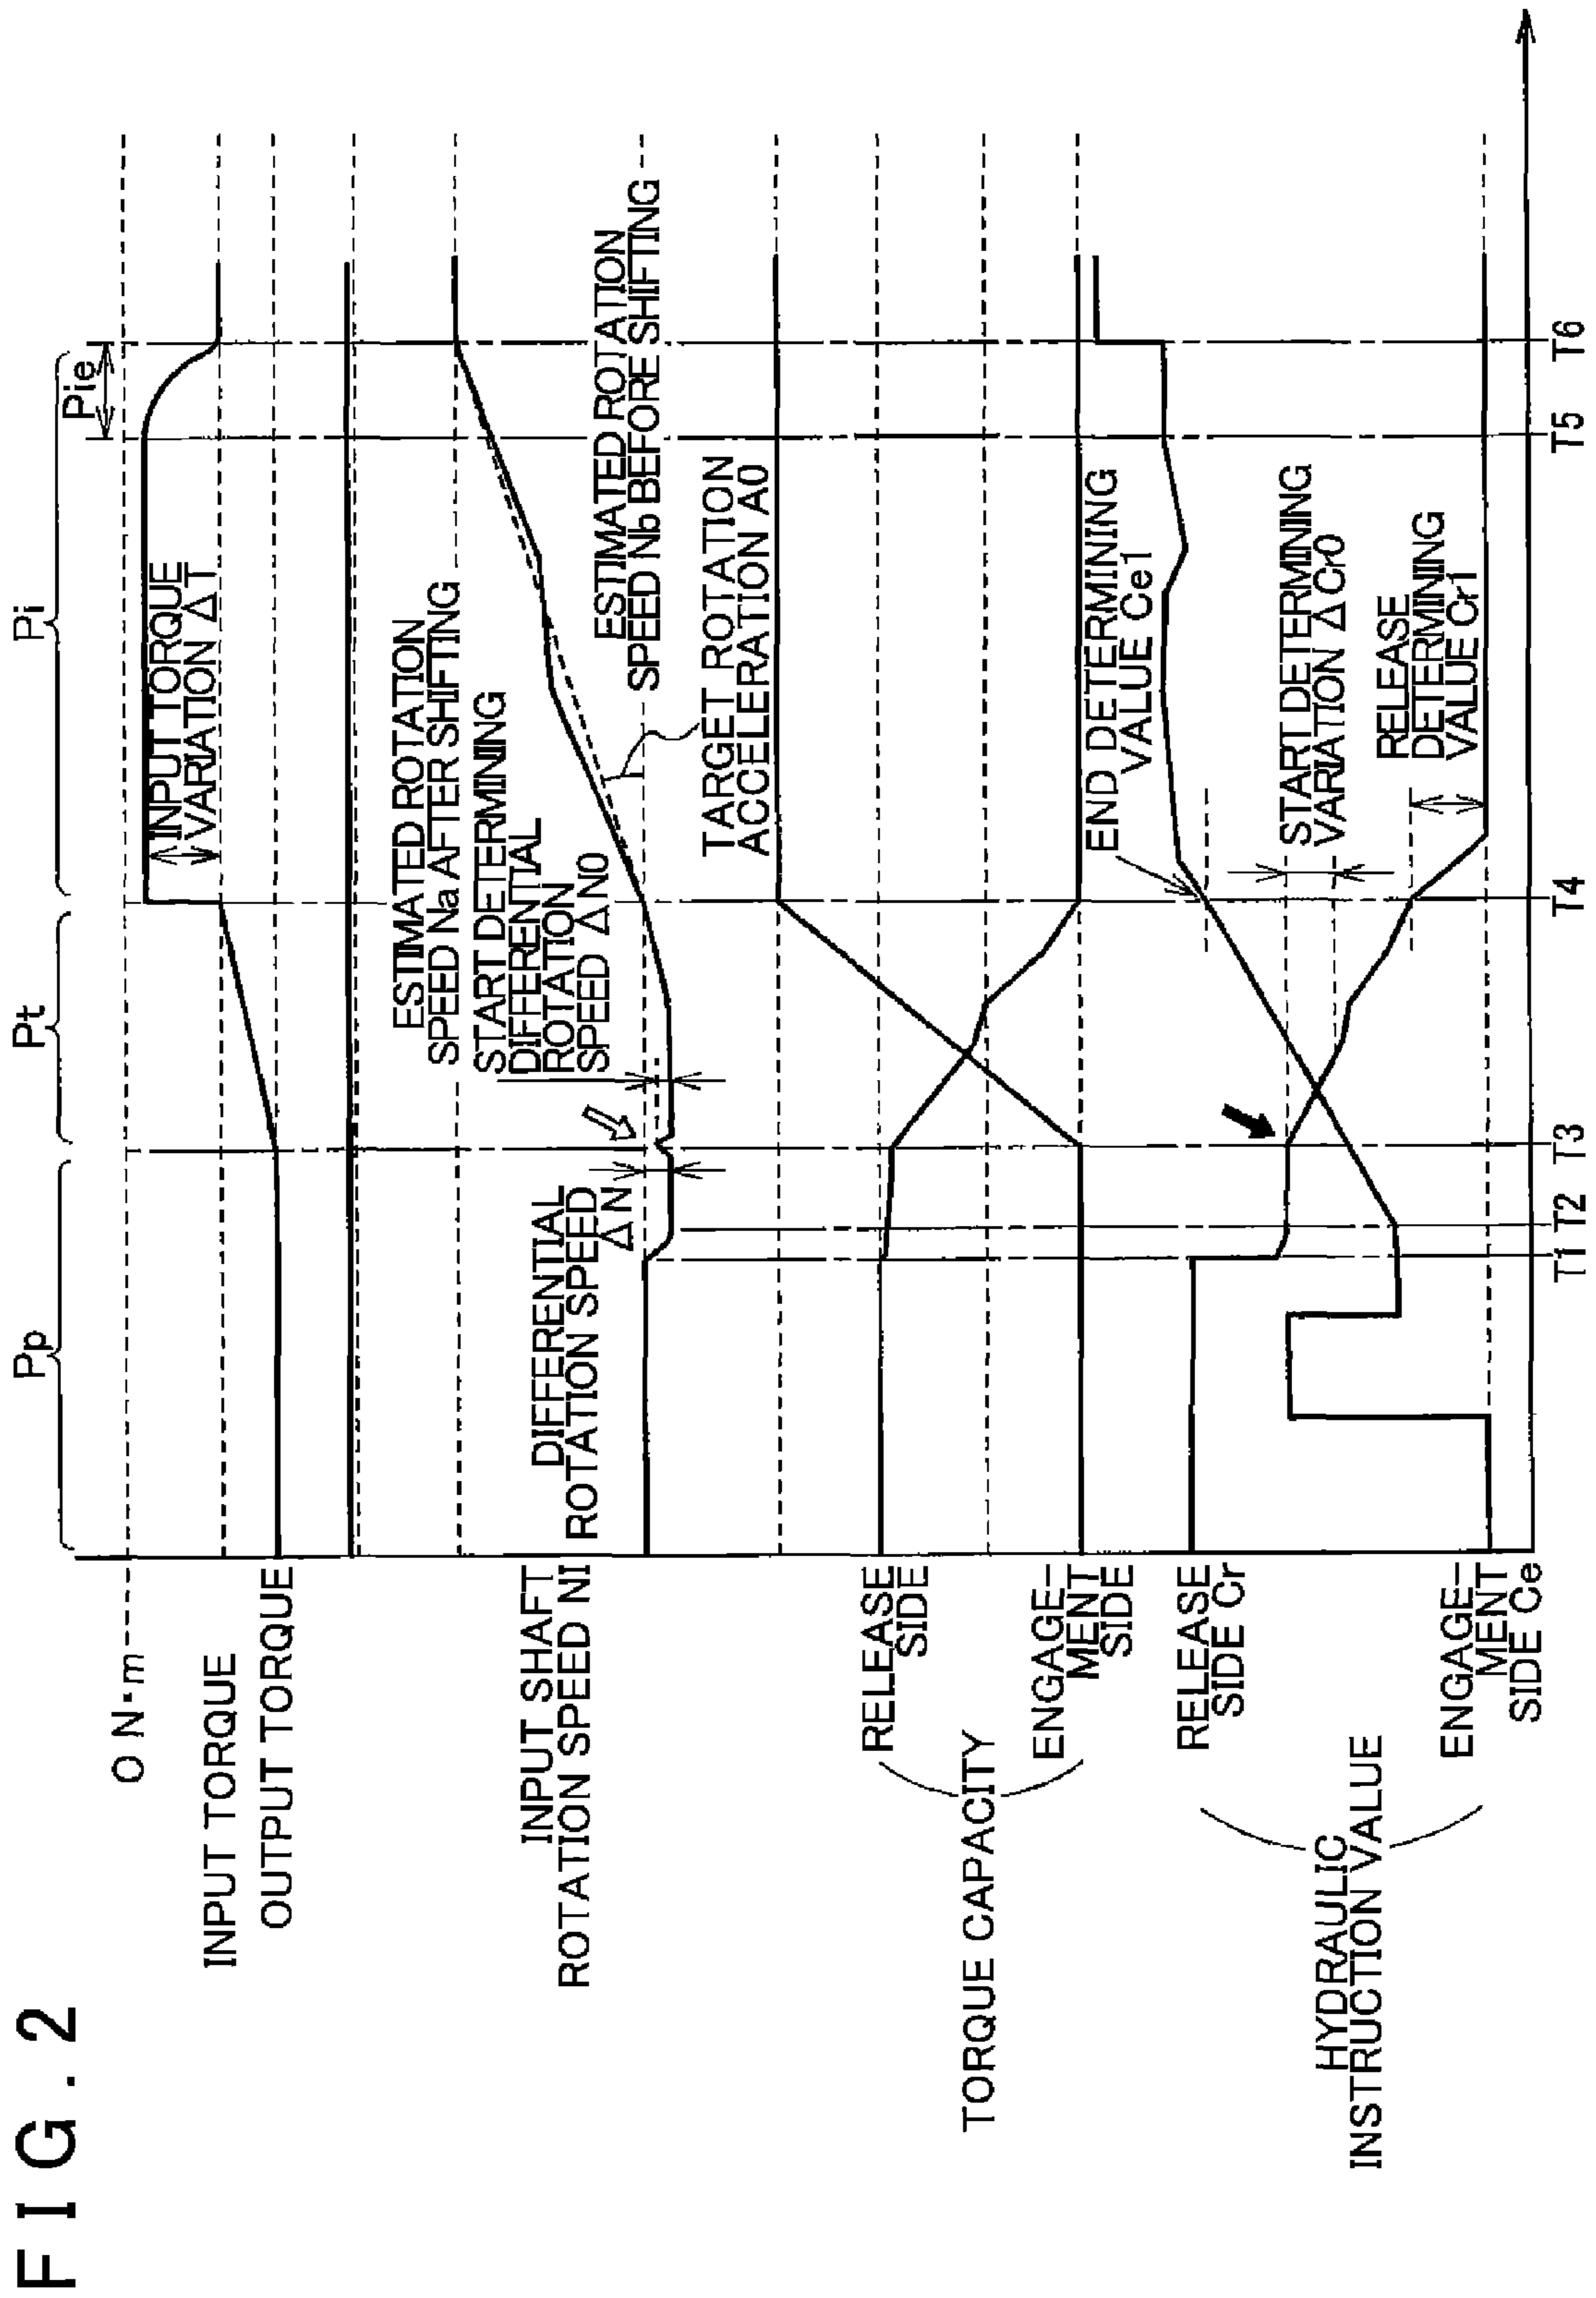 FIG. 2
Pp
Pt
Pi
Pie
0 N·m
INPUT TORQUE
VARIATION ΔT
INPUT TORQUE
OUTPUT TORQUE
ESTIMATED ROTATION
SPEED Na AFTER SHIFTING
START DETERMINING
DIFFERENTIAL
ROTATION
SPEED ΔN0
INPUT SHAFT
ROTATION SPEED NI
DIFFERENTIAL
ROTATION SPEED
ΔN
ESTIMATED ROTATION
SPEED Nb BEFORE SHIFTING
TARGET ROTATION
ACCELERATION A0
TORQUE CAPACITY
RELEASE
SIDE
ENGAGE-
MENT
SIDE
END DETERMINING
VALUE Ce1
HYDRAULIC
INSTRUCTION VALUE
RELEASE
SIDE Cr
START DETERMINING
VARIATION ΔCr0
RELEASE
DETERMINING
VALUE Cr1
ENGAGE-
MENT
SIDE Ce
T1
T2
T3
T4
T5
T6